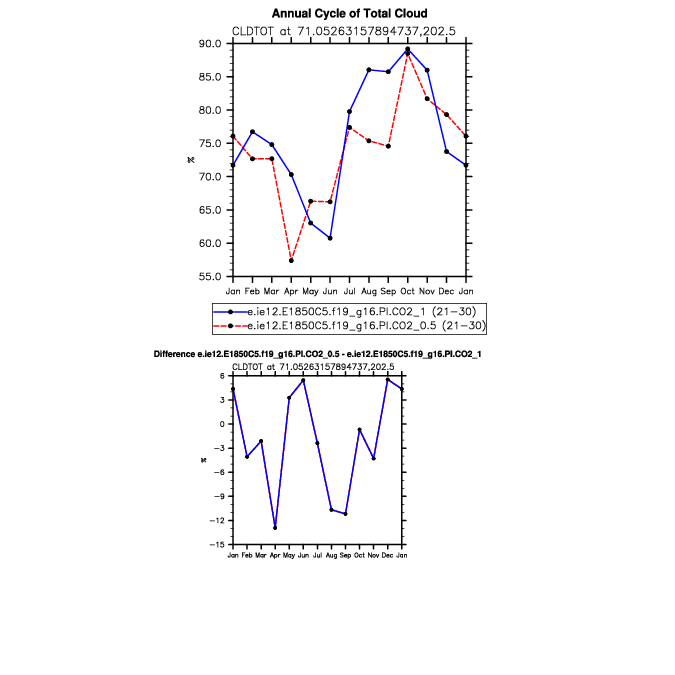 Annual Cycle of Total Cloud
CLDTOT at 71.05263157894737,202.5
90.0
85.0
80.0
75.0
70.0
65.0
60.0
55.0
%
Jan Feb Mar Apr May Jun Jul Aug Sep Oct Nov Dec Jan
e.ie12.E1850C5.f19_g16.PI.CO2_1 (21-30)
e.ie12.E1850C5.f19_g16.PI.CO2_0.5 (21-30)
Difference e.ie12.E1850C5.f19_g16.PI.CO2_0.5 - e.ie12.E1850C5.f19_g16.PI.CO2_1
CLDTOT at 71.05263157894737,202.5
6
3
0
-3
-6
-9
-12
-15
%
Jan Feb Mar Apr May Jun Jul Aug Sep Oct Nov Dec Jan